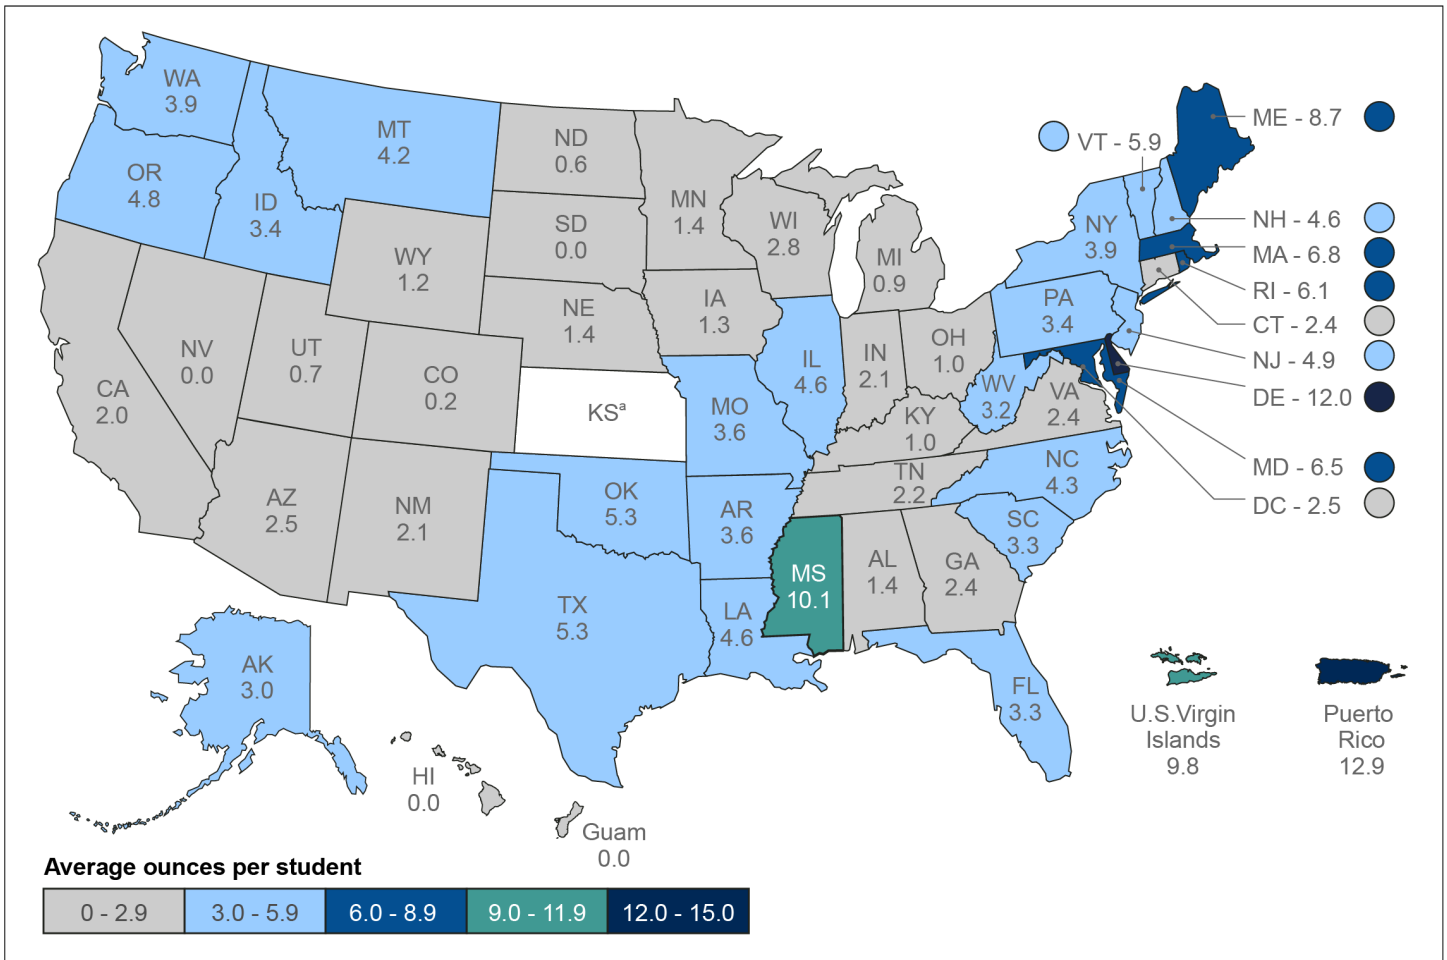 WA
3.9
MT
4.2
ND
0.6
ME - 8.7
VT - 5.9
OR
4.8
ID
3.4
MN
1.4
SD
0.0
WI
2.8
NY
3.9
NH - 4.6
MA - 6.8
WY
1.2
MI
0.9
RI - 6.1
NE
1.4
IA
1.3
PA
3.4
CT - 2.4
NV
0.0
UT
0.7
CO
0.2
IL
4.6
IN
2.1
OH
1.0
NJ - 4.9
CA
2.0
KSa
MO
3.6
KY
1.0
WV
3.2
VA
2.4
DE - 12.0
MD - 6.5
DC - 2.5
AZ
2.5
NM
2.1
OK
5.3
AR
3.6
TN
2.2
NC
4.3
SC
3.3
TX
5.3
LA
4.6
MS
10.1
AL
1.4
GA
2.4
AK
3.0
FL
3.3
U.S.Virgin
Islands
9.8
Puerto
Rico
12.9
HI
0.0
Guam
0.0
Average ounces per student
0 - 2.9
3.0 - 5.9
6.0 - 8.9
9.0 - 11.9
12.0 - 15.0